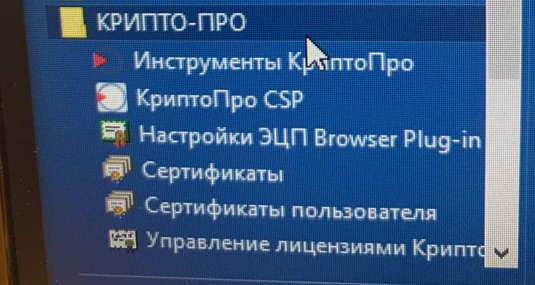 КРИПТО-ПРО
Инструменты КриптоПро
КриптоПро CSP
Настройки ЭЦП Browser Plug-in
Сертификаты
Сертификаты пользователя
Управление лицензиями Крипто